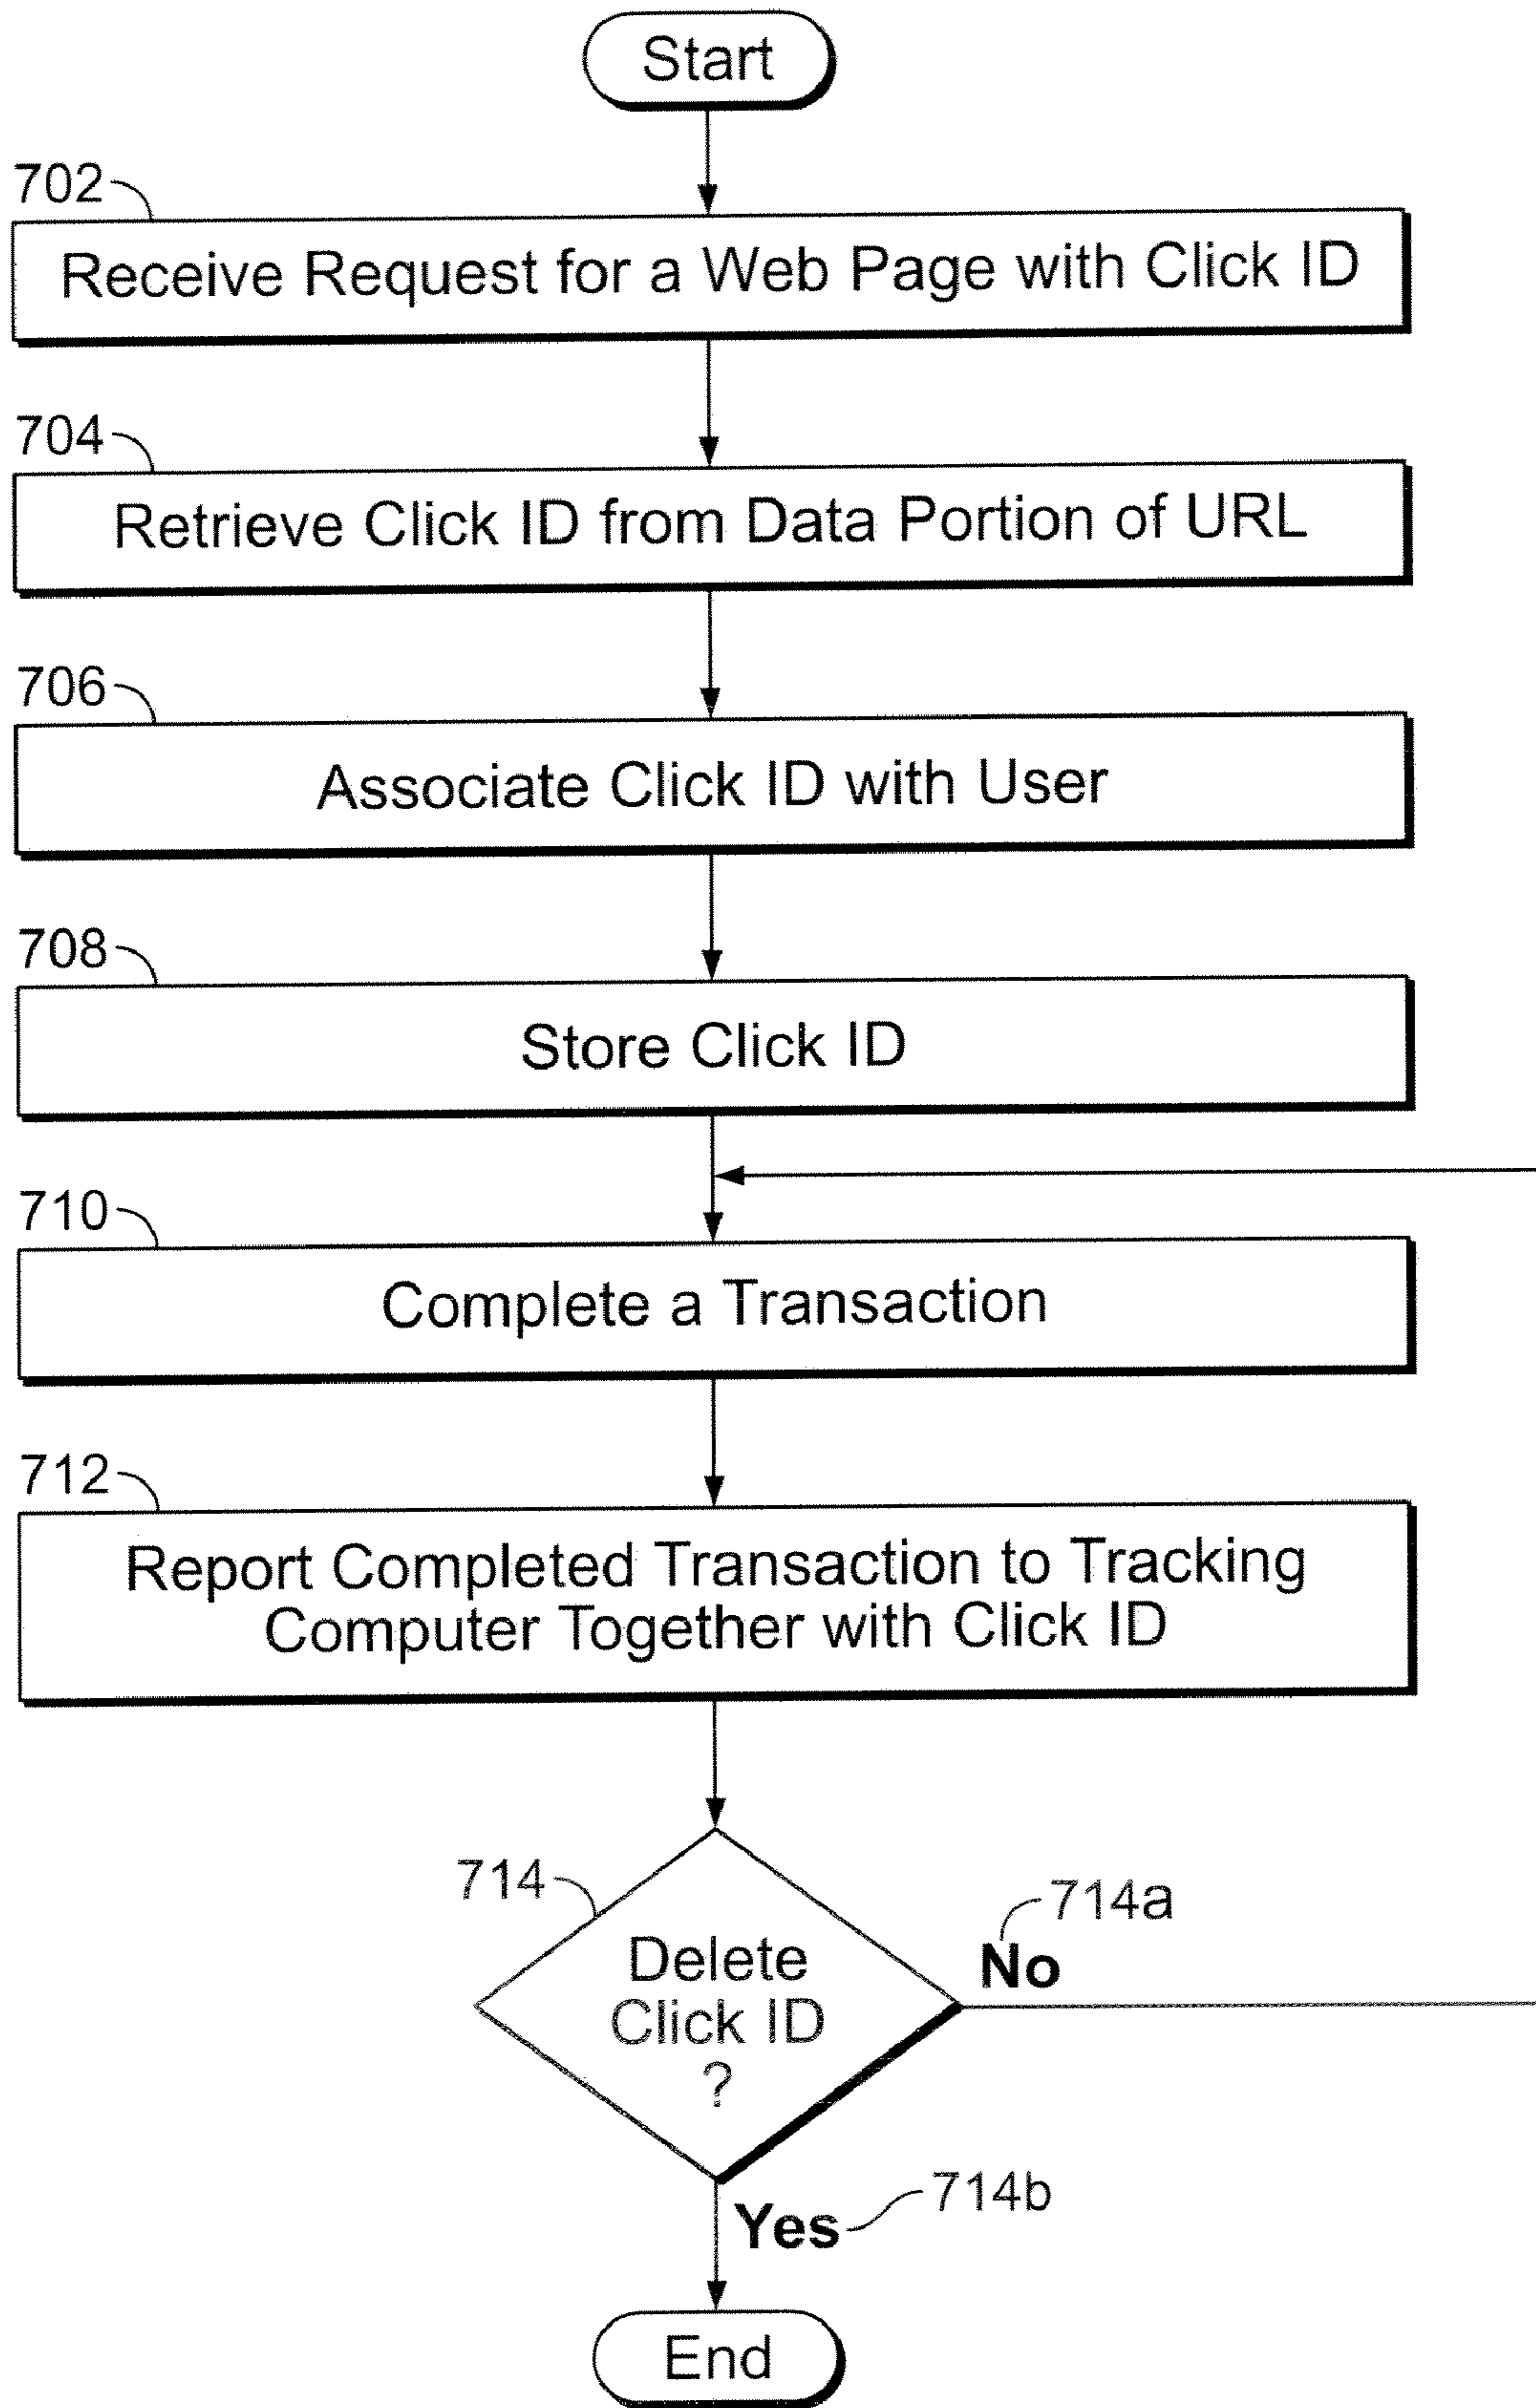 Start
702
Receive Request for a Web Page with Click ID
704
Retrieve Click ID from Data Portion of URL
706
Associate Click ID with User
708
Store Click ID
710
Complete a Transaction
712
Report Completed Transaction to Tracking
Computer Together with Click ID
714
714a
Delete
Click ID
?
No
714b
Yes
End